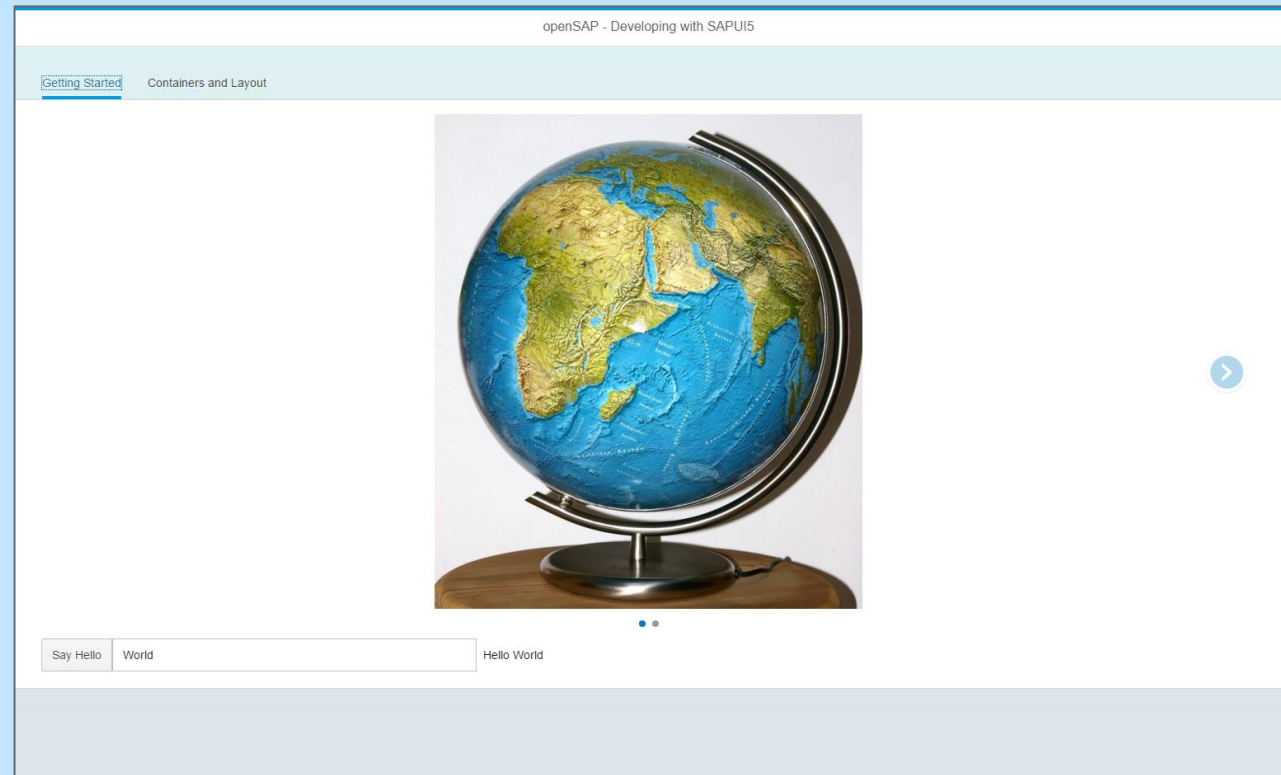 openSAP - Developing with SAPUI5
Getting Started
Containers and Layout
Say Hello
World
Hello World